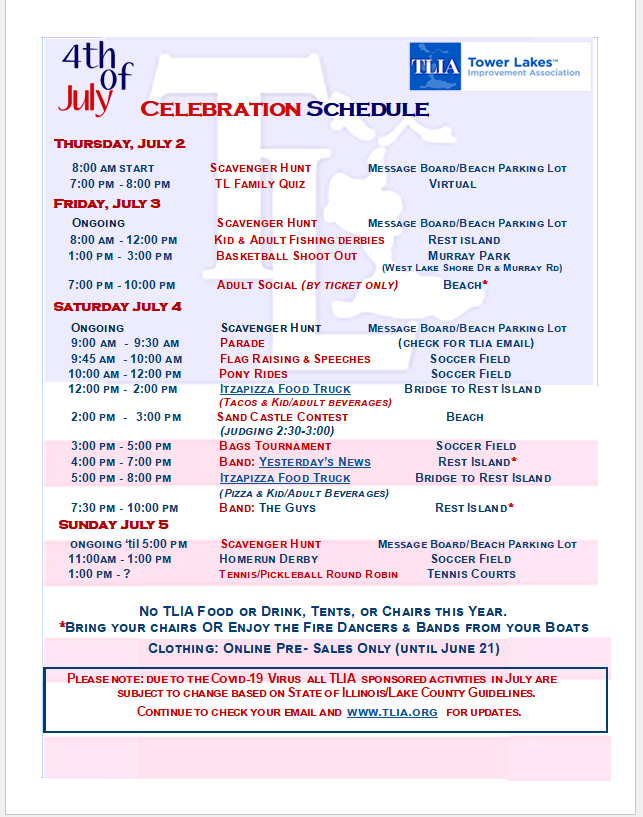 4th of July
TLIA Tower Lakes™
Improvement Association
Celebration Schedule
Thursday, July 2
8:00 AM START Scavenger Hunt Message Board/Beach Parking Lot
7:00 PM - 8:00 PM TL Family Quiz Virtual
Friday, July 3
Ongoing Scavenger Hunt Message Board/Beach Parking Lot
8:00 AM - 12:00 PM Kid & Adult Fishing derbies Rest island
1:00 PM - 3:00 PM Basketball Shoot Out Murray Park
(West Lake Shore Dr & Murray Rd)
7:00 PM - 10:00 PM Adult Social (by ticket only) Beach*
Saturday July 4
Ongoing Scavenger Hunt Message Board/Beach Parking Lot
9:00 AM - 9:30 AM Parade (check for tlia email)
9:45 AM - 10:00 AM Flag Raising & Speeches Soccer Field
10:00 AM - 12:00 PM Pony Rides Soccer Field
12:00 PM - 2:00 PM Itzapizza Food Truck Bridge to Rest Island
(Tacos & Kid/adult beverages)
2:00 PM - 3:00 PM Sand Castle Contest Beach
(judging 2:30-3:00)
3:00 PM - 5:00 PM Bags Tournament Soccer Field
4:00 PM - 7:00 PM Band: Yesterday's News Rest Island*
5:00 PM - 8:00 PM Itzapizza Food Truck Bridge to Rest Island
(Pizza & Kid/Adult Beverages)
7:30 PM - 10:00 PM Band: The Guys Rest Island*
Sunday July 5
ongoing 'til 5:00 PM Scavenger Hunt Message Board/Beach Parking Lot
11:00AM - 1:00 PM Homerun Derby Soccer Field
1:00 PM - ? Tennis/Pickleball Round Robin Tennis Courts
No TLIA Food or Drink, Tents, or Chairs this Year.
*Bring your chairs OR Enjoy the Fire Dancers & Bands from your Boats
Clothing: Online Pre- Sales Only (until June 21)
Please note: due to the Covid-19 Virus all TLIA sponsored activities in July are
subject to change based on State of Illinois/Lake County Guidelines.
Continue to check your email and www.tlia.org for updates.